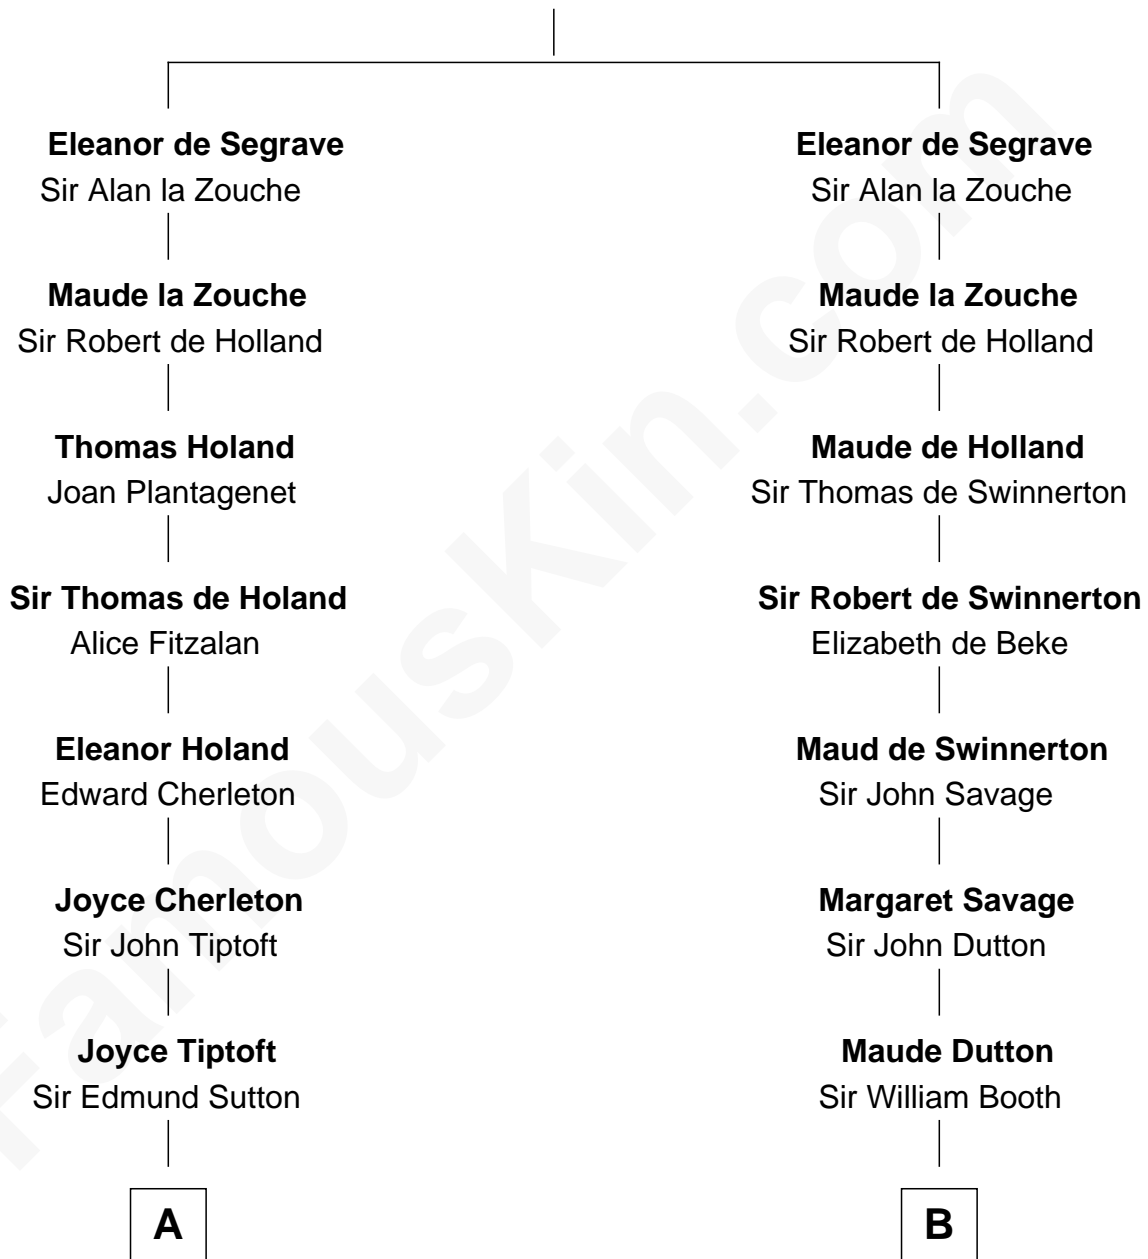 Eleanor de Segrave
Sir Alan la Zouche
Maude la Zouche
Sir Robert de Holland
Thomas Holand
Joan Plantagenet
Sir Thomas de Holand
Alice Fitzalan
Eleanor Holand
Edward Cherleton
Joyce Cherleton
Sir John Tiptoft
Joyce Tiptoft
Sir Edmund Sutton
A
Eleanor de Segrave
Sir Alan la Zouche
Maude la Zouche
Sir Robert de Holland
Maude de Holland
Sir Thomas de Swinnerton
Sir Robert de Swinnerton
Elizabeth de Beke
Maud de Swinnerton
Sir John Savage
Margaret Savage
Sir John Dutton
Maude Dutton
Sir William Booth
B
FamousKin.com